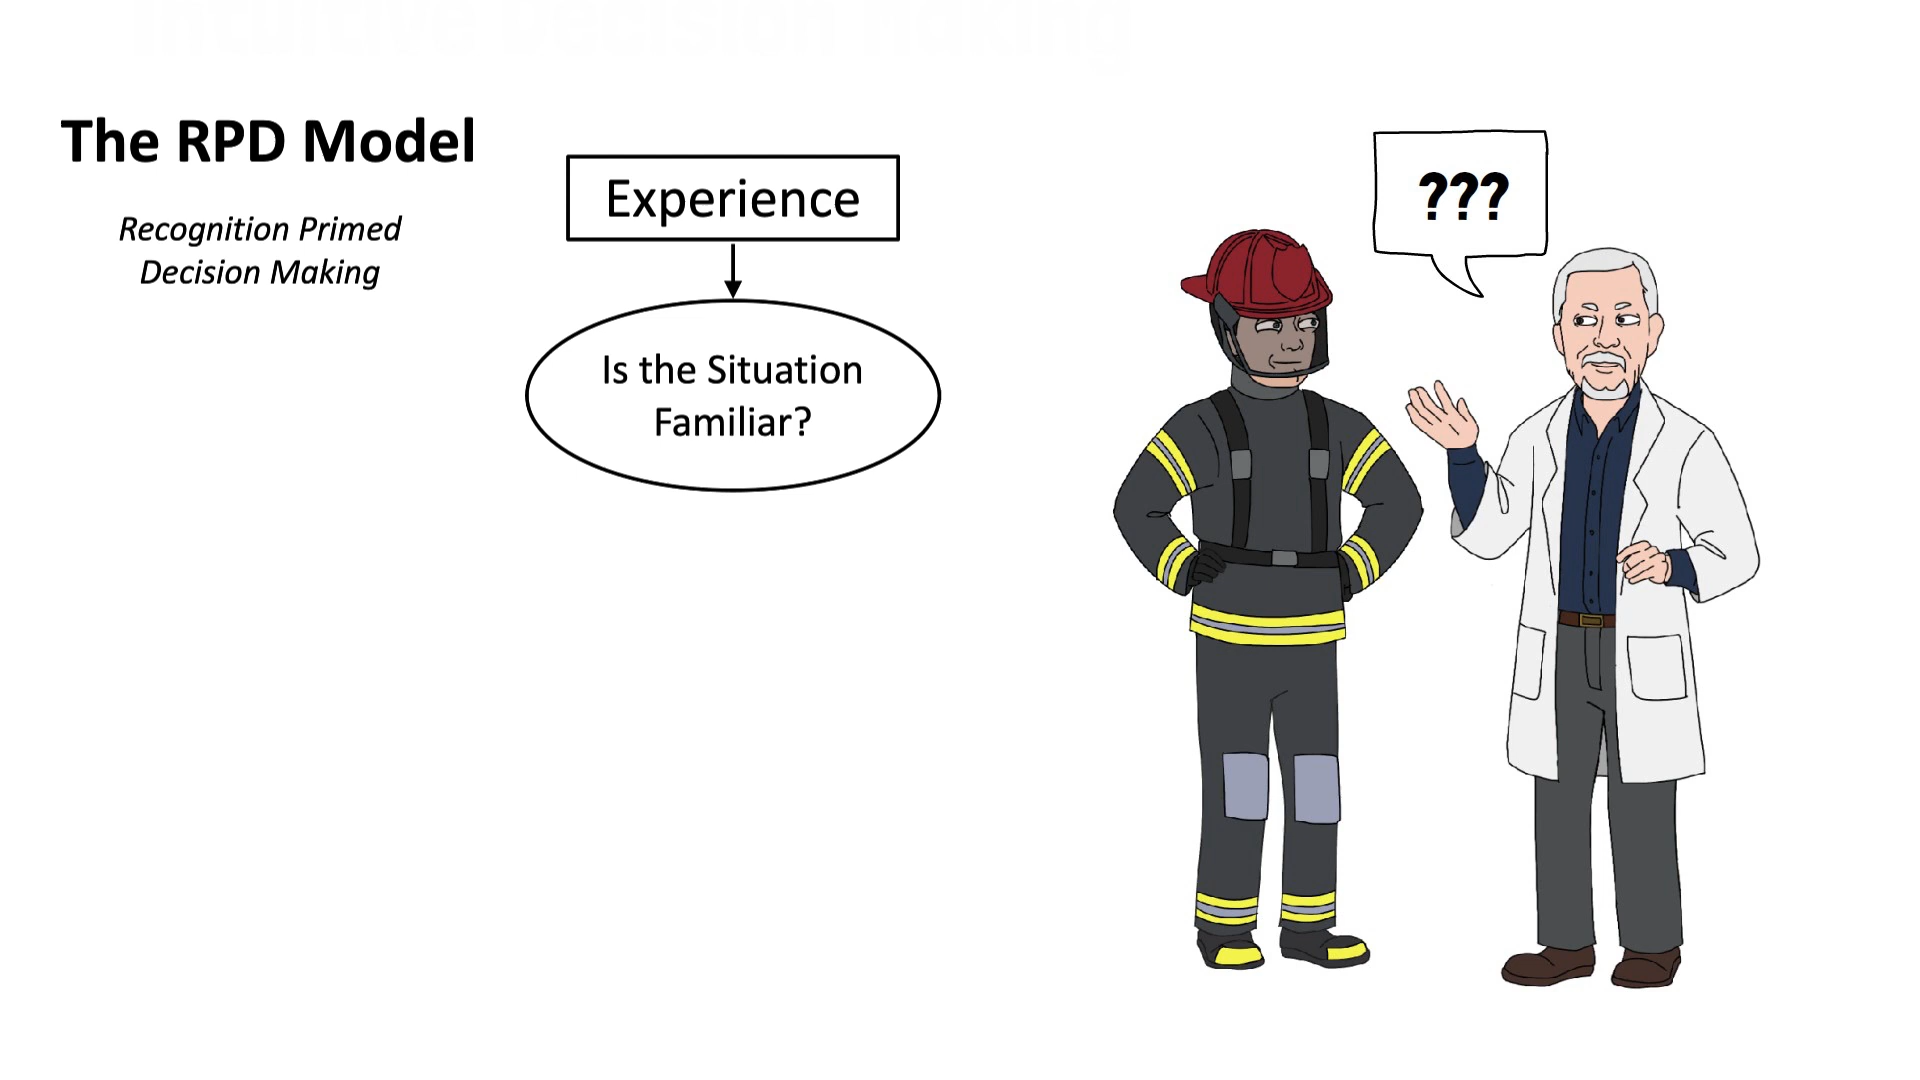 The RPD Model
Recognition Primed
Decision Making
Experience
Is the Situation
Familiar?
???